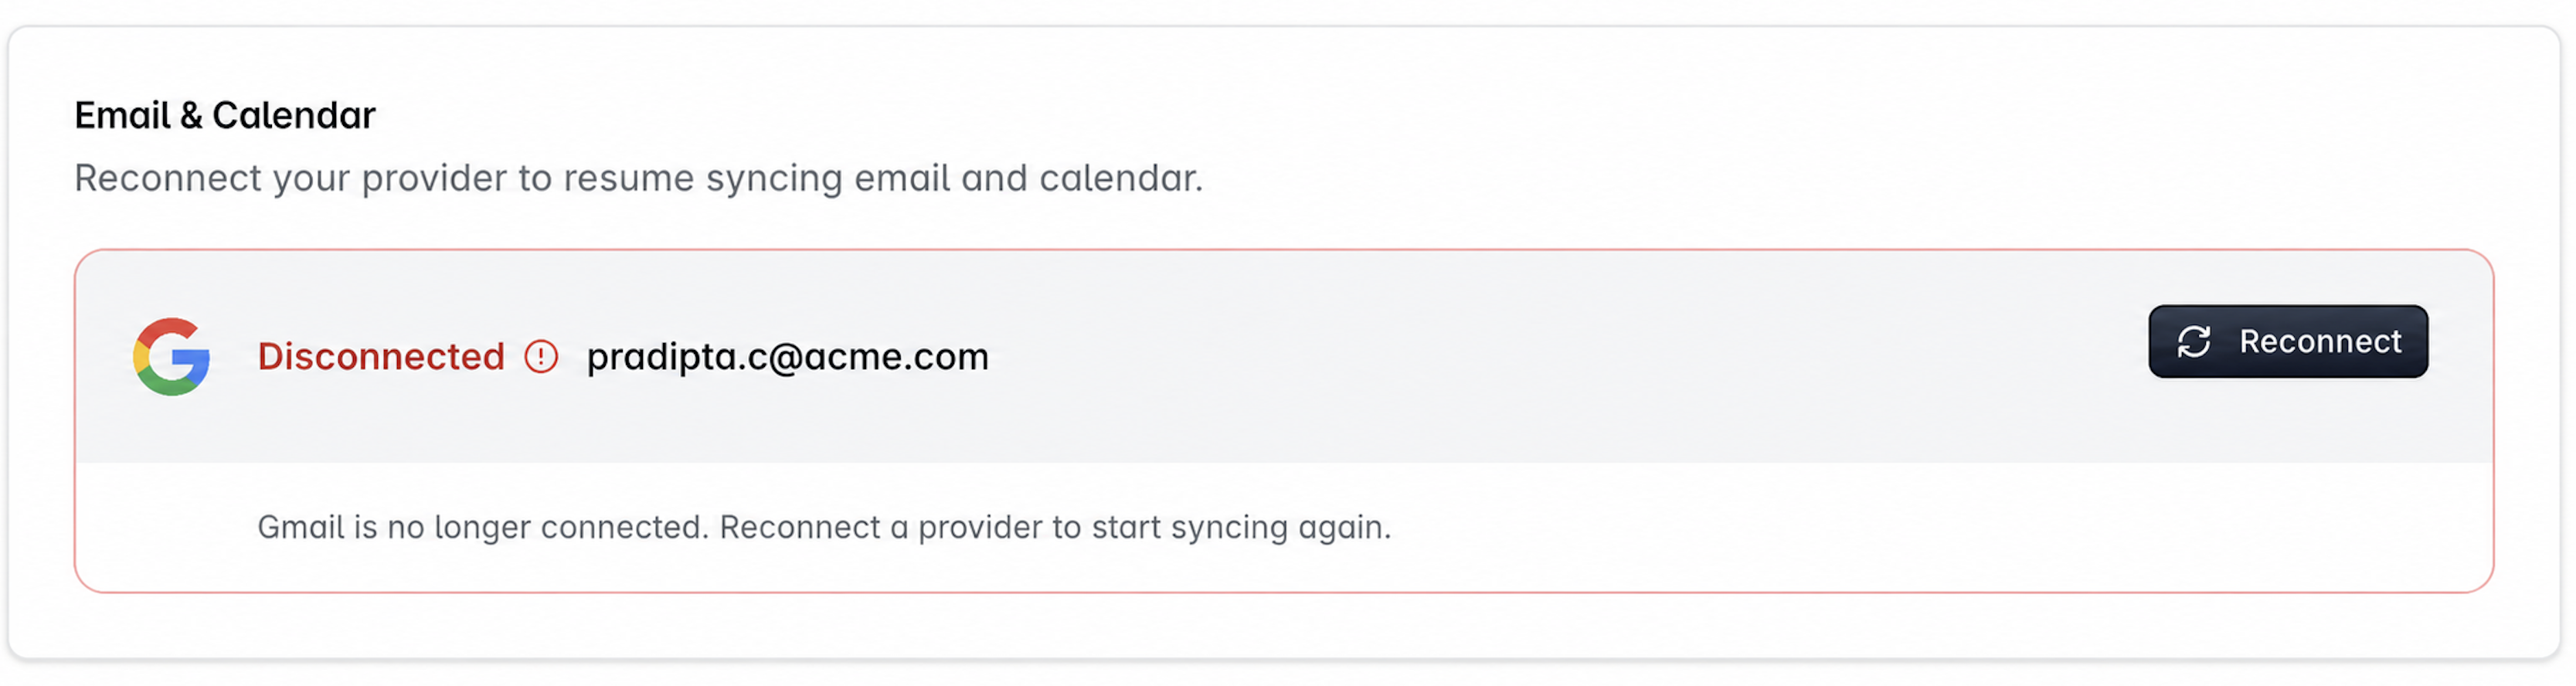 Email & Calendar
Reconnect your provider to resume syncing email and calendar.
Disconnected pradipta.c@acme.com Reconnect
Gmail is no longer connected. Reconnect a provider to start syncing again.